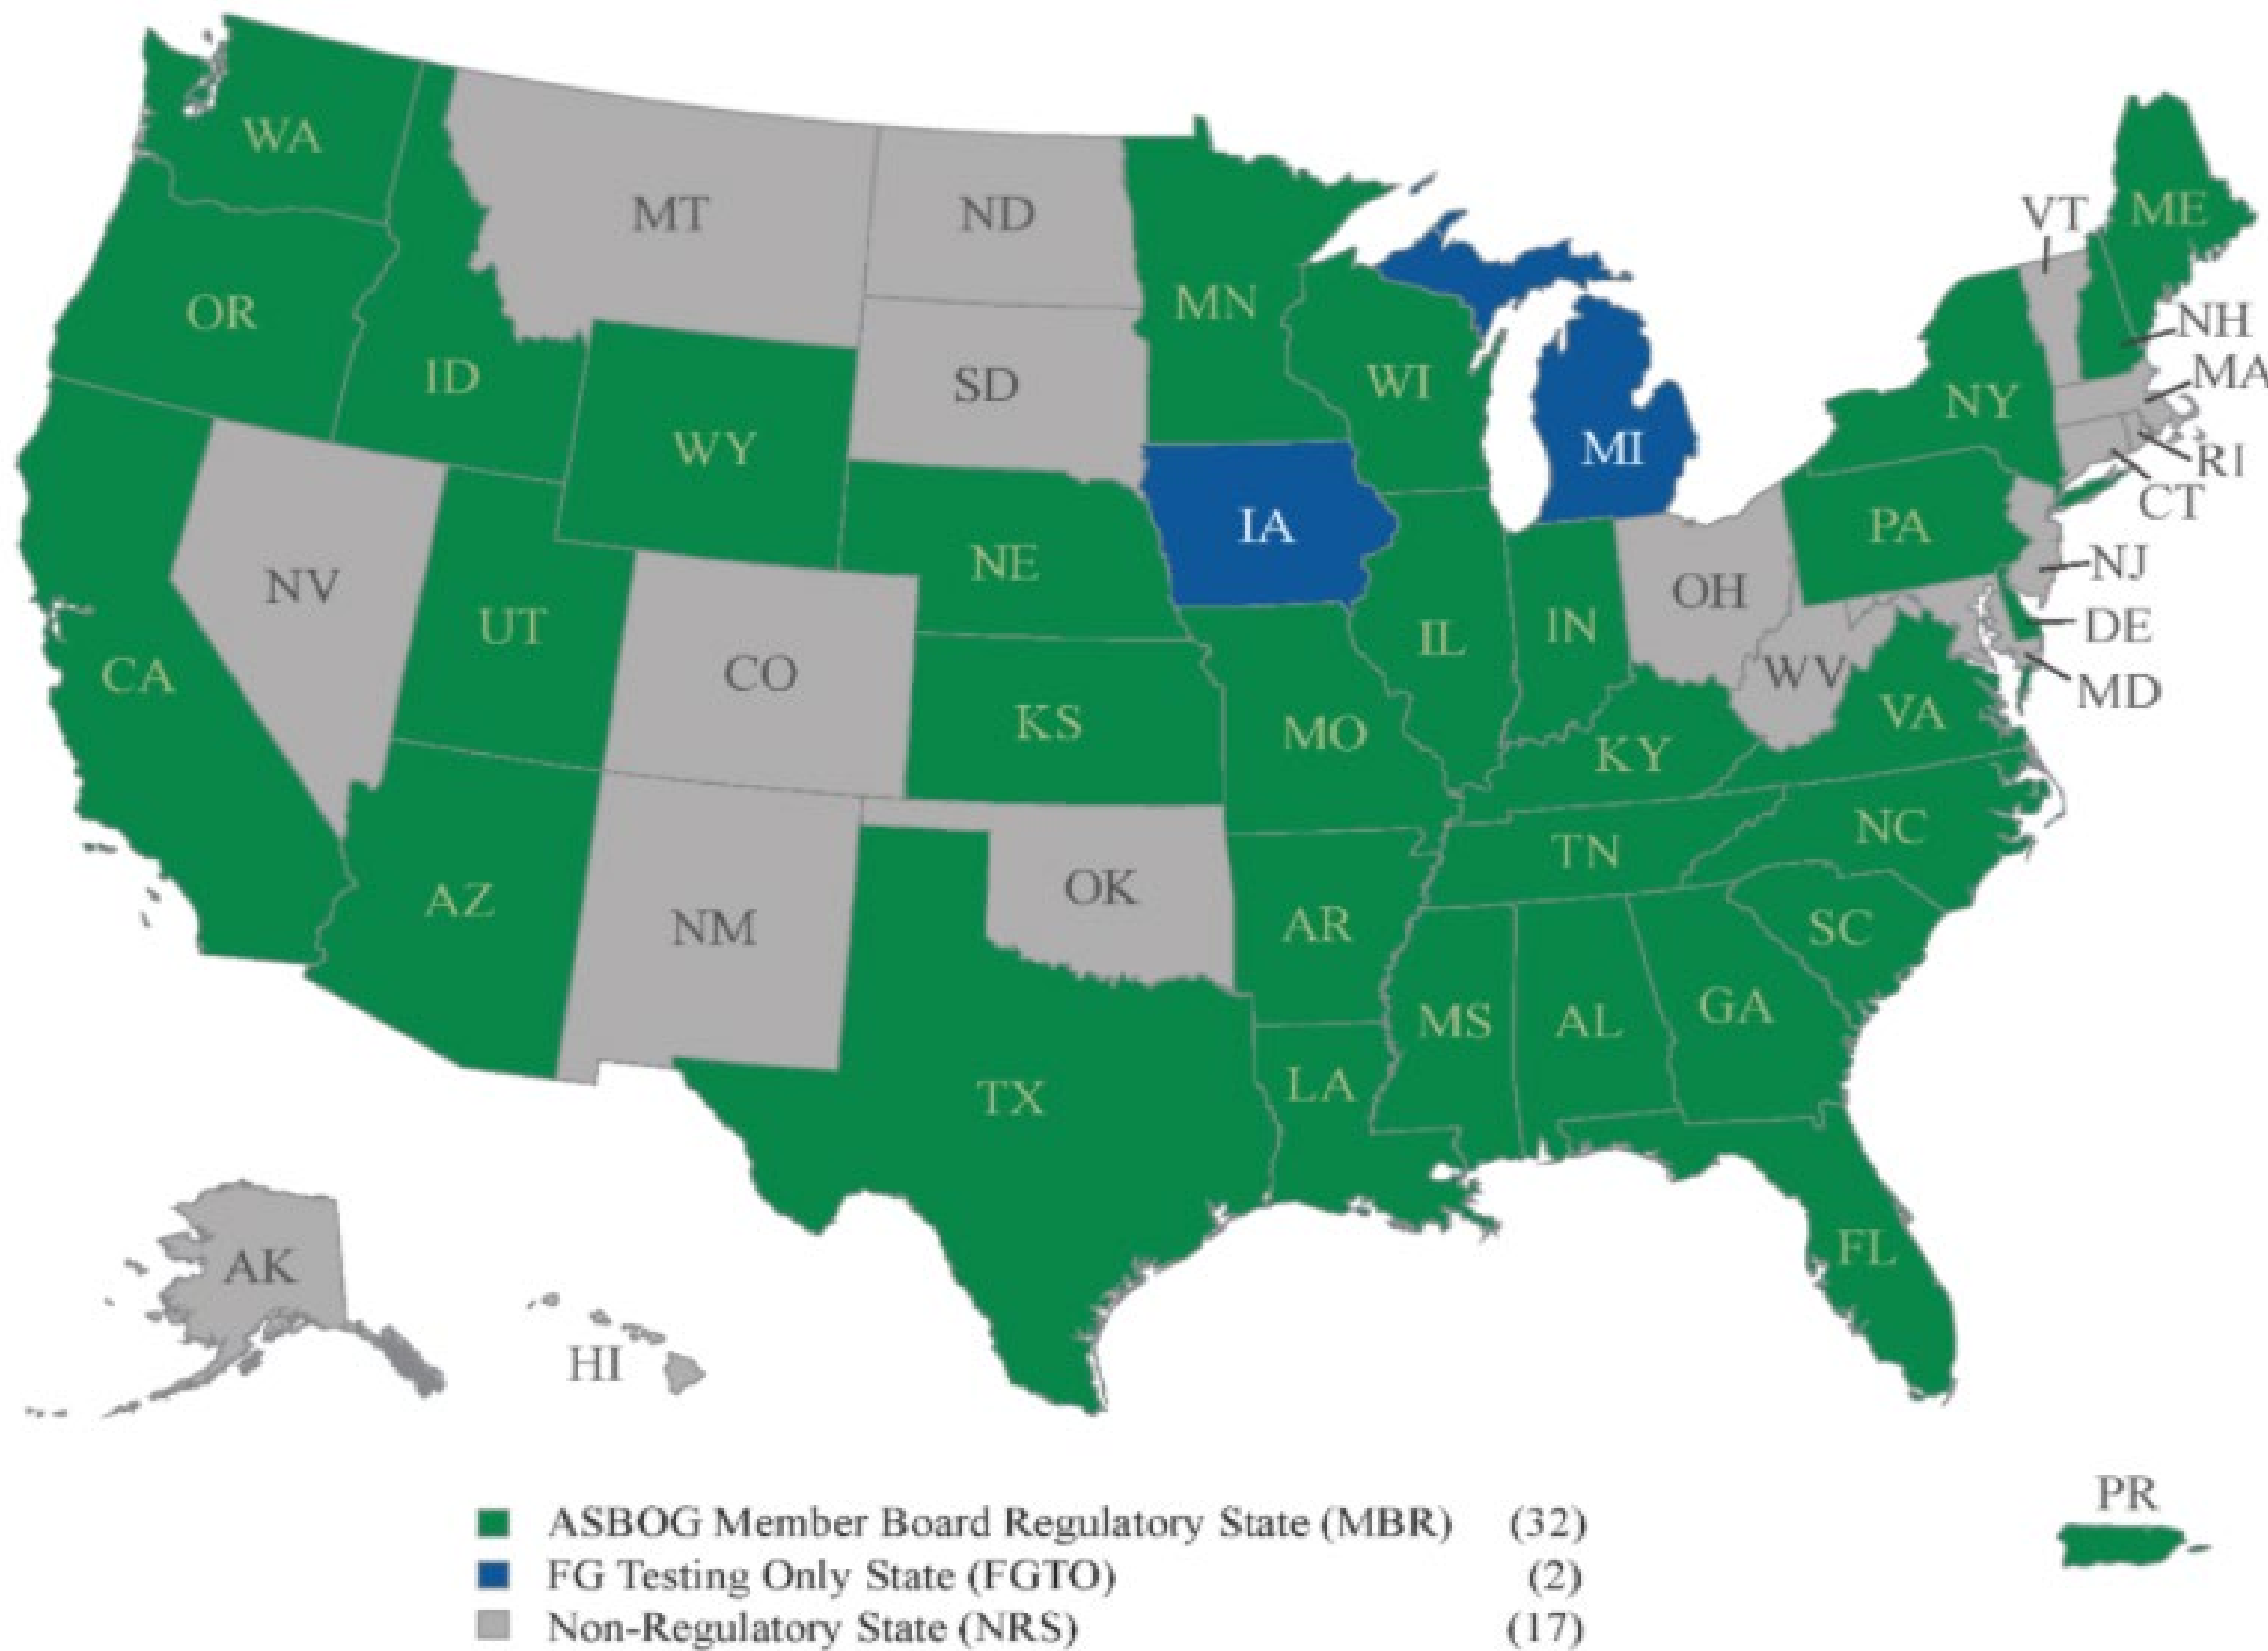 WA
MT
ND
VT
ME
OR
MN
NH
ID
SD
WI
MA
NY
WY
MI
RI
IA
CT
PA
NE
NV
OH
NJ
UT
IL
IN
DE
CA
CO
WV
MD
KS
MO
VA
KY
NC
TN
AZ
OK
NM
AR
SC
GA
MS
AL
LA
TX
FL
AK
HI
PR
ASBOG Member Board Regulatory State (MBR) (32)
FG Testing Only State (FGTO) (2)
Non-Regulatory State (NRS) (17)